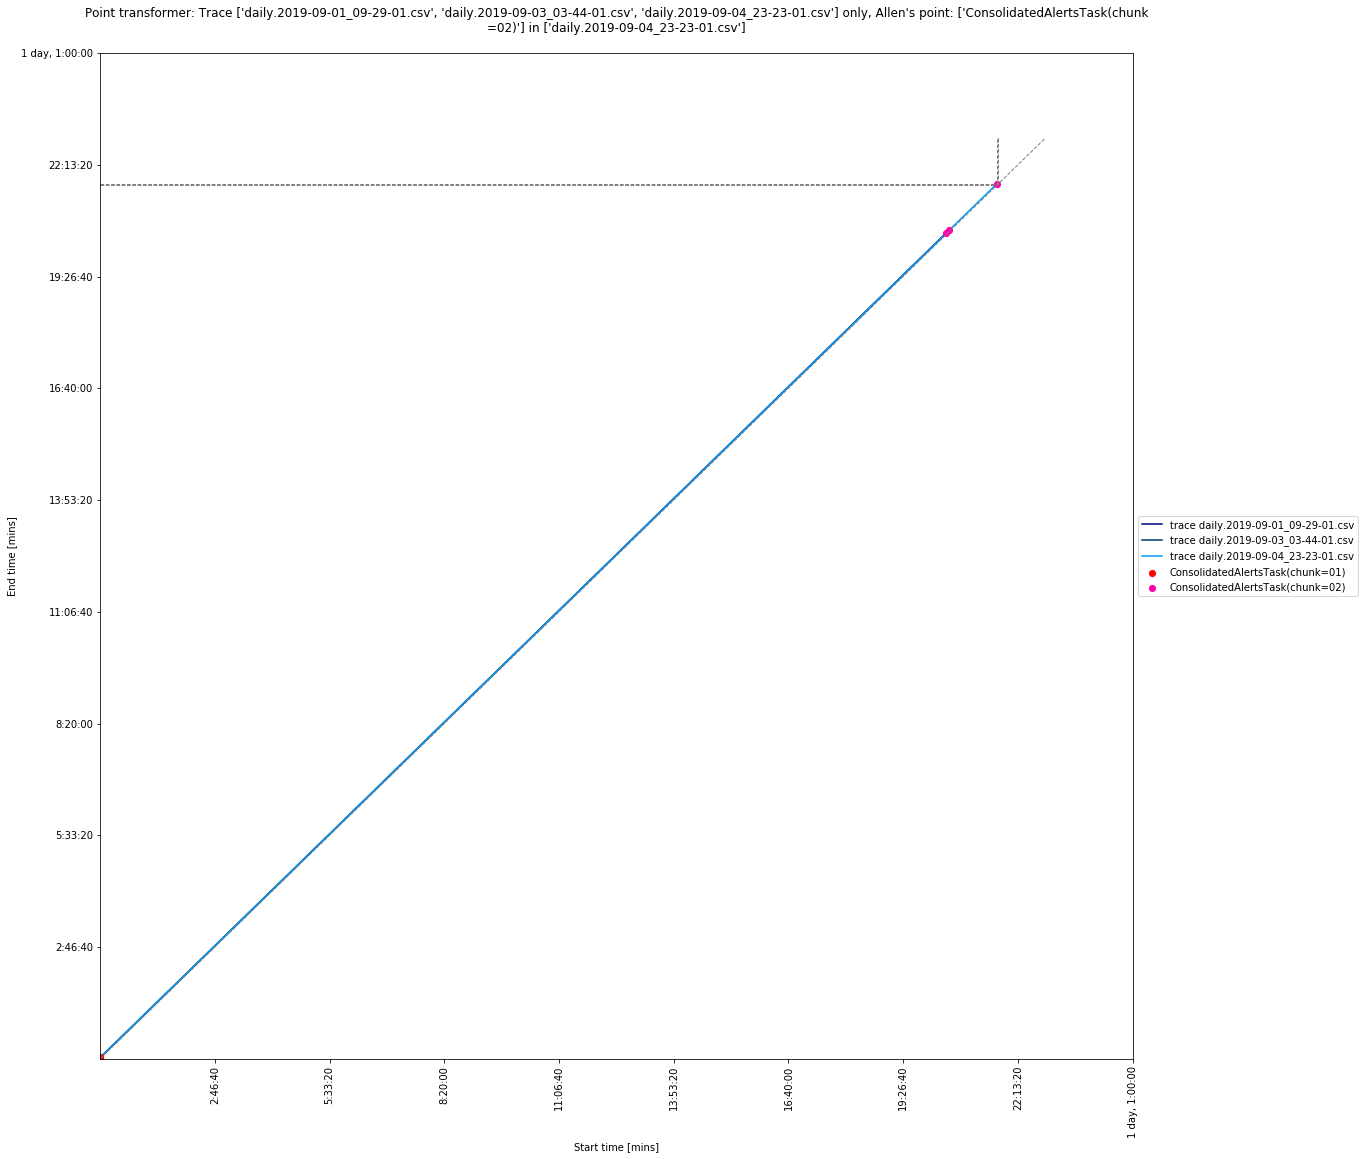 Point transformer: Trace ['daily.2019-09-01_09-29-01.csv', 'daily.2019-09-03_03-44-01.csv', 'daily.2019-09-04_23-23-01.csv'] only, Allen's point: ['ConsolidatedAlertsTask(chunk
=02)'] in ['daily.2019-09-04_23-23-01.csv']
1 day, 1:00:00
22:13:20
19:26:40
16:40:00
13:53:20
11:06:40
8:20:00
5:33:20
2:46:40
End time [mins]
trace daily.2019-09-01_09-29-01.csv
trace daily.2019-09-03_03-44-01.csv
trace daily.2019-09-04_23-23-01.csv
ConsolidatedAlertsTask(chunk=01)
ConsolidatedAlertsTask(chunk=02)
2:46:40
5:33:20
8:20:00
11:06:40
13:53:20
16:40:00
19:26:40
22:13:20
1 day, 1:00:00
Start time [mins]